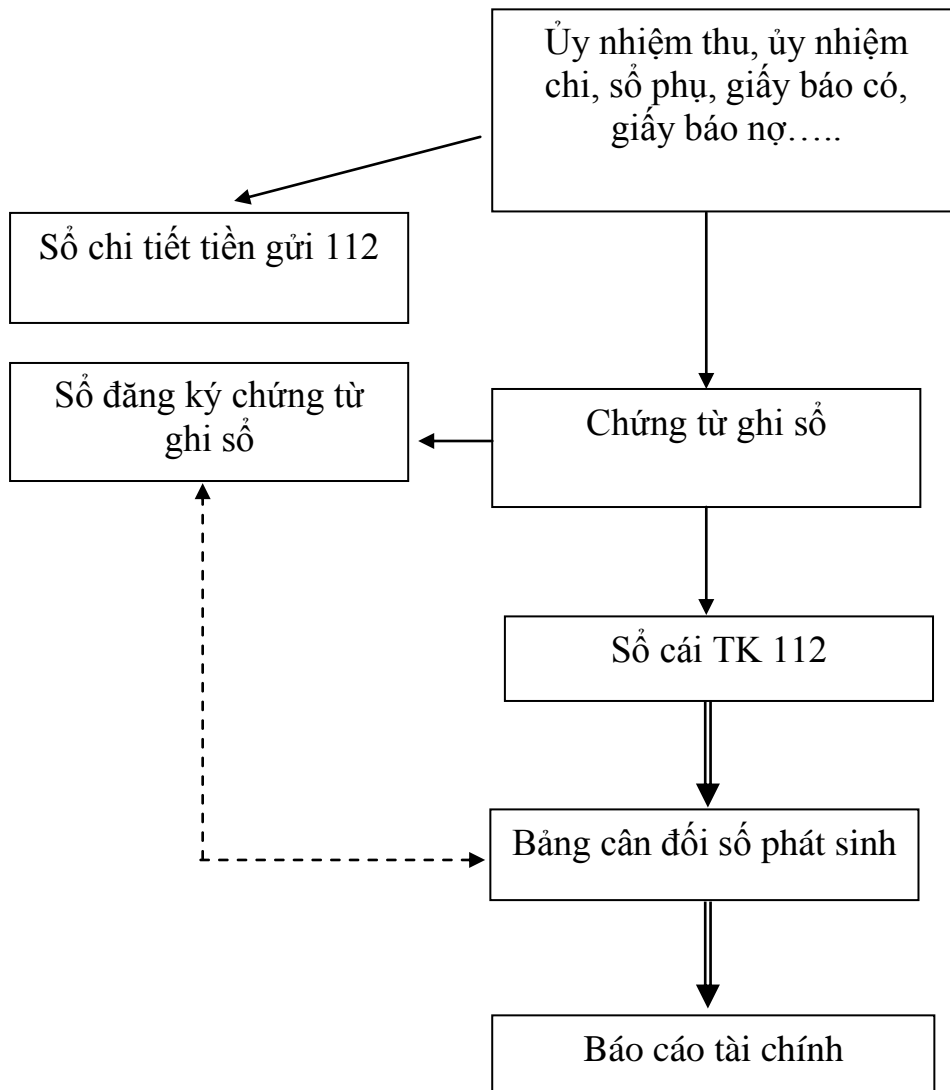 Ủy nhiệm thu, ủy nhiệm
chi, sổ phụ, giấy báo có,
giấy báo nợ…..
Sổ chi tiết tiền gửi 112
Sổ đăng ký chứng từ
ghi sổ
Chứng từ ghi sổ
Sổ cái TK 112
Bảng cân đối số phát sinh
Báo cáo tài chính